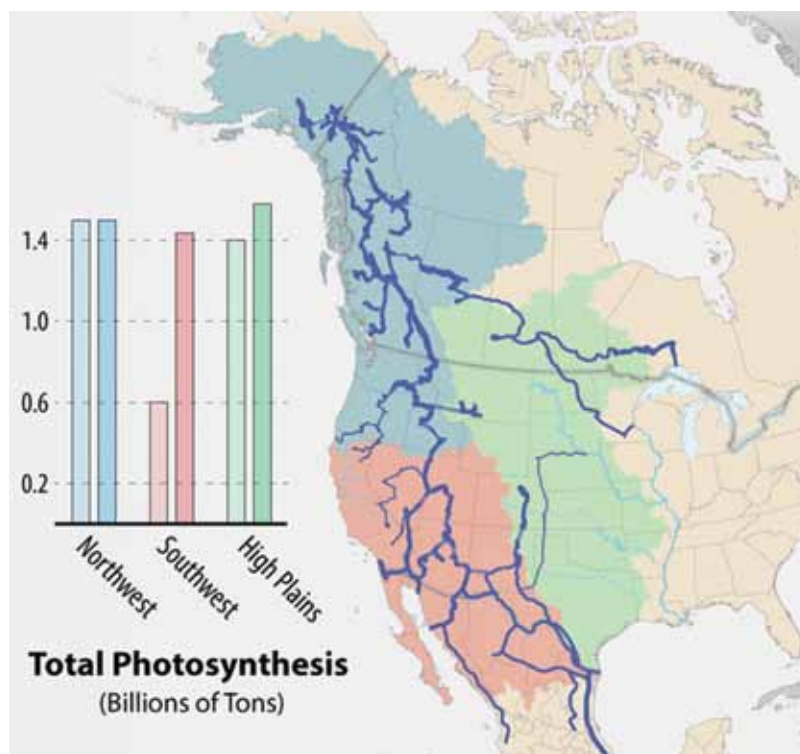 1.4
1.0
0.6
0.2
Northwest
Southwest
High Plains
Total Photosynthesis
(Billions of Tons)